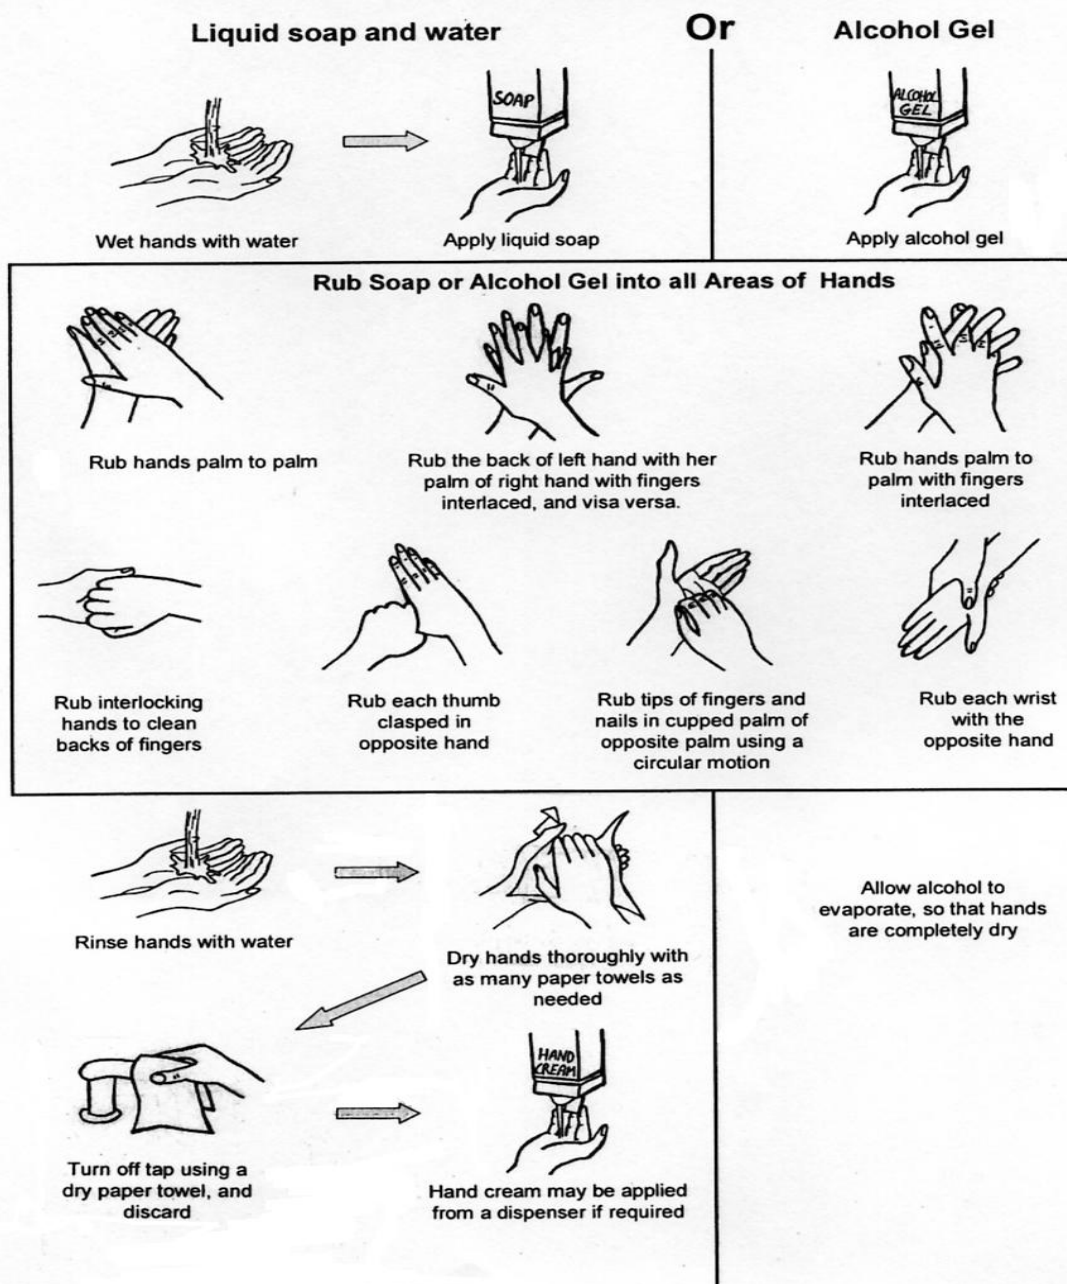 Liquid soap and water
Or
Alcohol Gel
SOAP
ALCOHOL
GEL
Wet hands with water
Apply liquid soap
Apply alcohol gel
Rub Soap or Alcohol Gel into all Areas of Hands
Rub hands palm to palm
Rub the back of left hand with her
palm of right hand with fingers
interlaced, and visa versa.
Rub hands palm to
palm with fingers
interlaced
Rub interlocking
hands to clean
backs of fingers
Rub each thumb
clasped in
opposite hand
Rub tips of fingers and
nails in cupped palm of
opposite palm using a
circular motion
Rub each wrist
with the
opposite hand
Rinse hands with water
Dry hands thoroughly with
as many paper towels as
needed
Allow alcohol to
evaporate, so that hands
are completely dry
Turn off tap using a
dry paper towel, and
discard
HAND
CREAM
Hand cream may be applied
from a dispenser if required